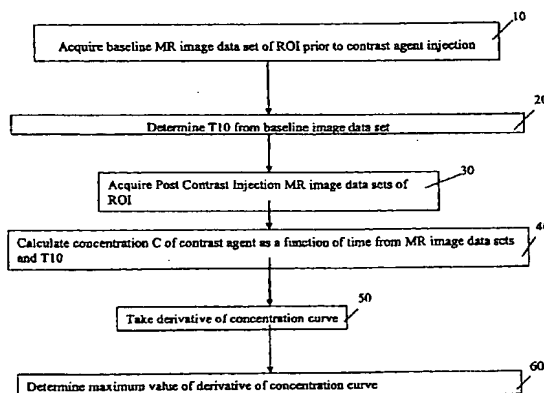 10
Acquire baseline MR image data set of ROI prior to contrast agent injection
20
Determine T10 from baseline image data set
30
Acquire Post Contrast Injection MR image data sets of
ROI
40
Calculate concentration C of contrast agent as a function of time from MR image data sets
and T10
50
Take derivative of concentration curve
60
Determine maximum value of derivative of concentration curve